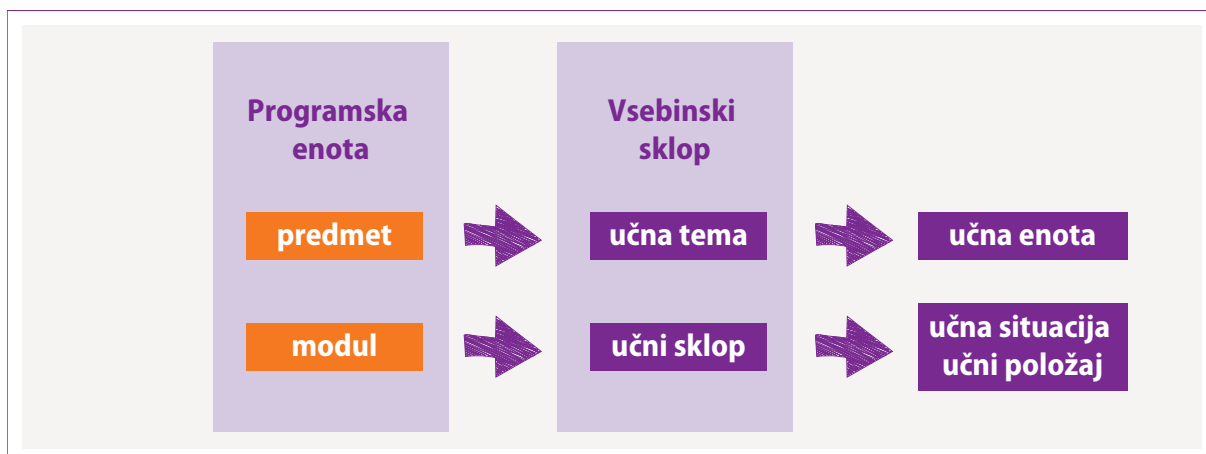 Programska
enota
Vsebinski
sklop
predmet
učna tema
učna enota
modul
učni sklop
učna situacija
učni položaj